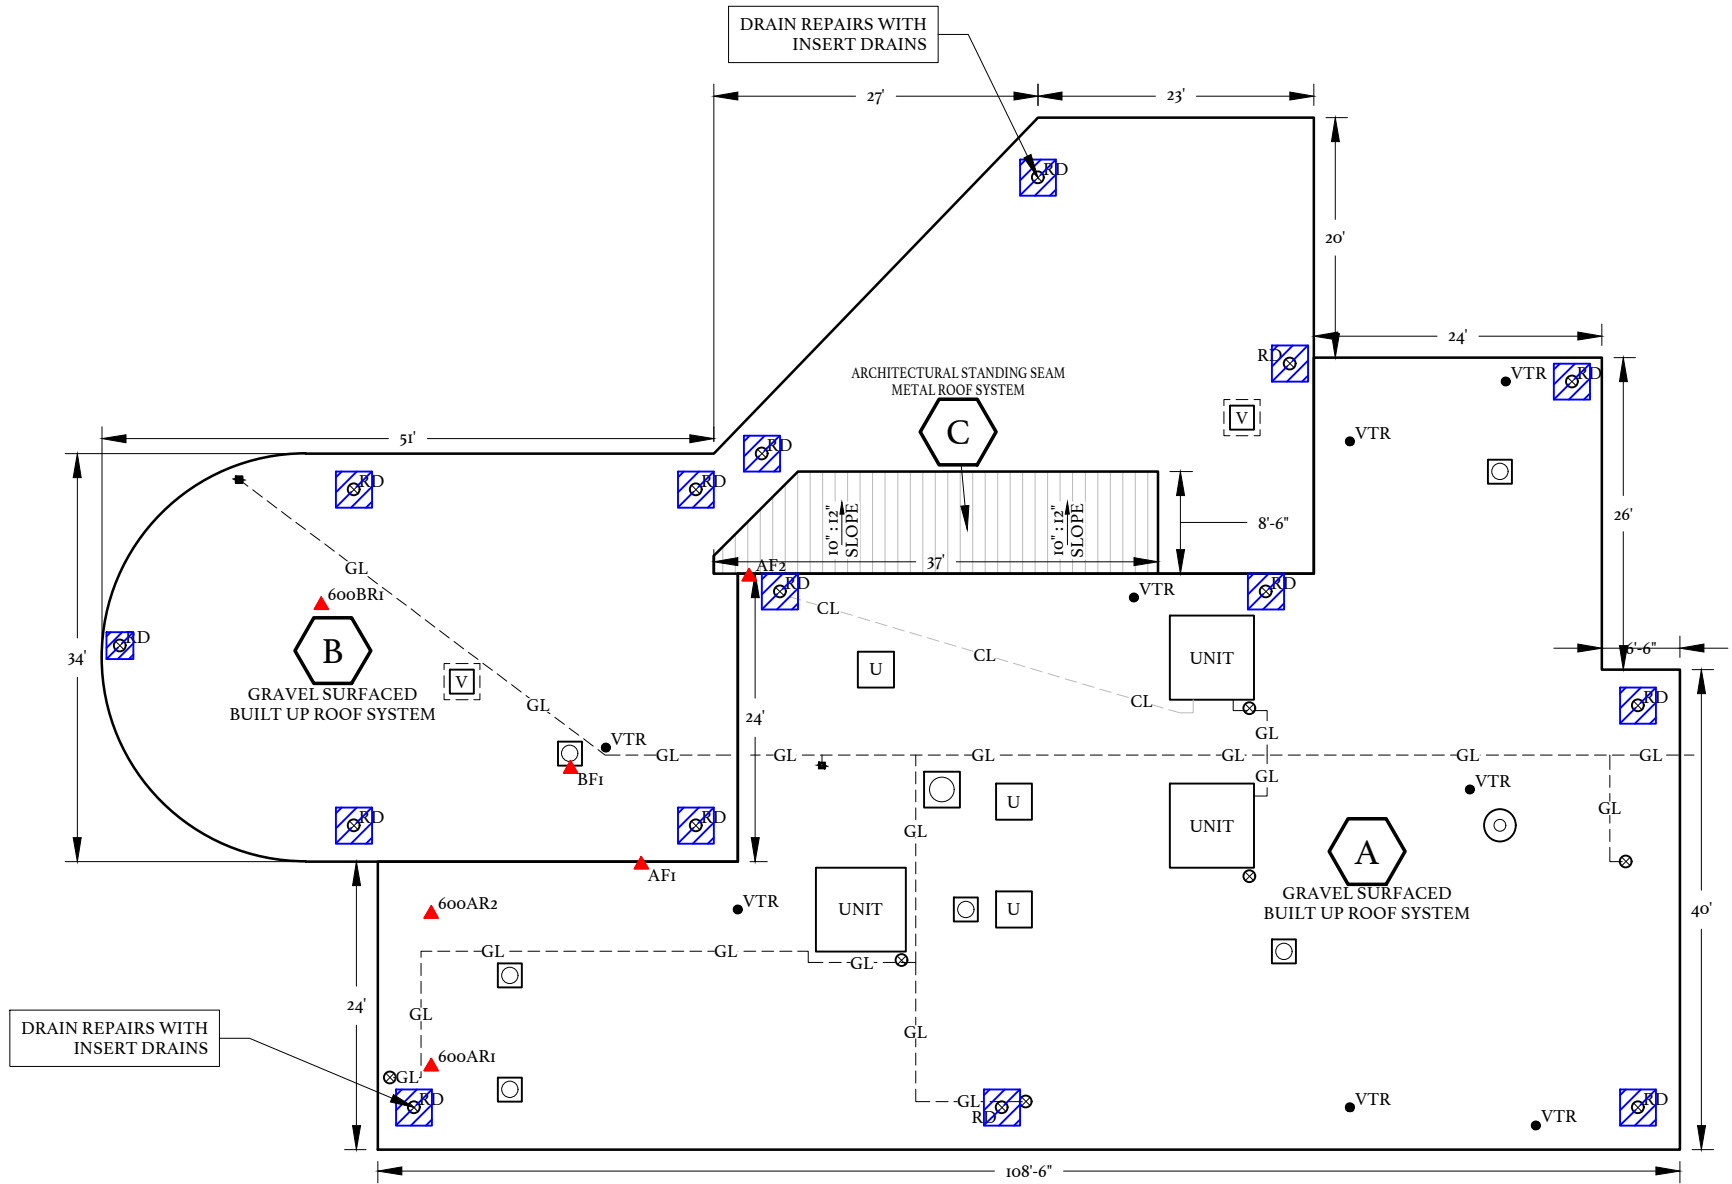 DRAIN REPAIRS WITH
INSERT DRAINS
27'
23'
RD
20'
24'
RD
VTR
RD
ARCHITECTURAL STANDING SEAM
METAL ROOF SYSTEM
C
V
VTR
51'
RD
RD
RD
10" : 12"
SLOPE
10" : 12"
SLOPE
8'-6"
26'
37'
AF2
GL
600BR1
RD
RD
VTR
CL
34'
RD
B
GRAVEL SURFACED
BUILT UP ROOF SYSTEM
V
U
CL
UNIT
6'-6"
GL
CL
RD
24'
VTR
GL
GL
GL
GL
GL
GL
GL
BF1
GL
VTR
U
GL
RD
RD
GL
UNIT
A
GRAVEL SURFACED
BUILT UP ROOF SYSTEM
AF1
600AR2
VTR
UNIT
U
40'
GL
GL
GL
24'
GL
GL
DRAIN REPAIRS WITH
INSERT DRAINS
600AR1
GL
RD
GL
RD
VTR
VTR
RD
108'-6"